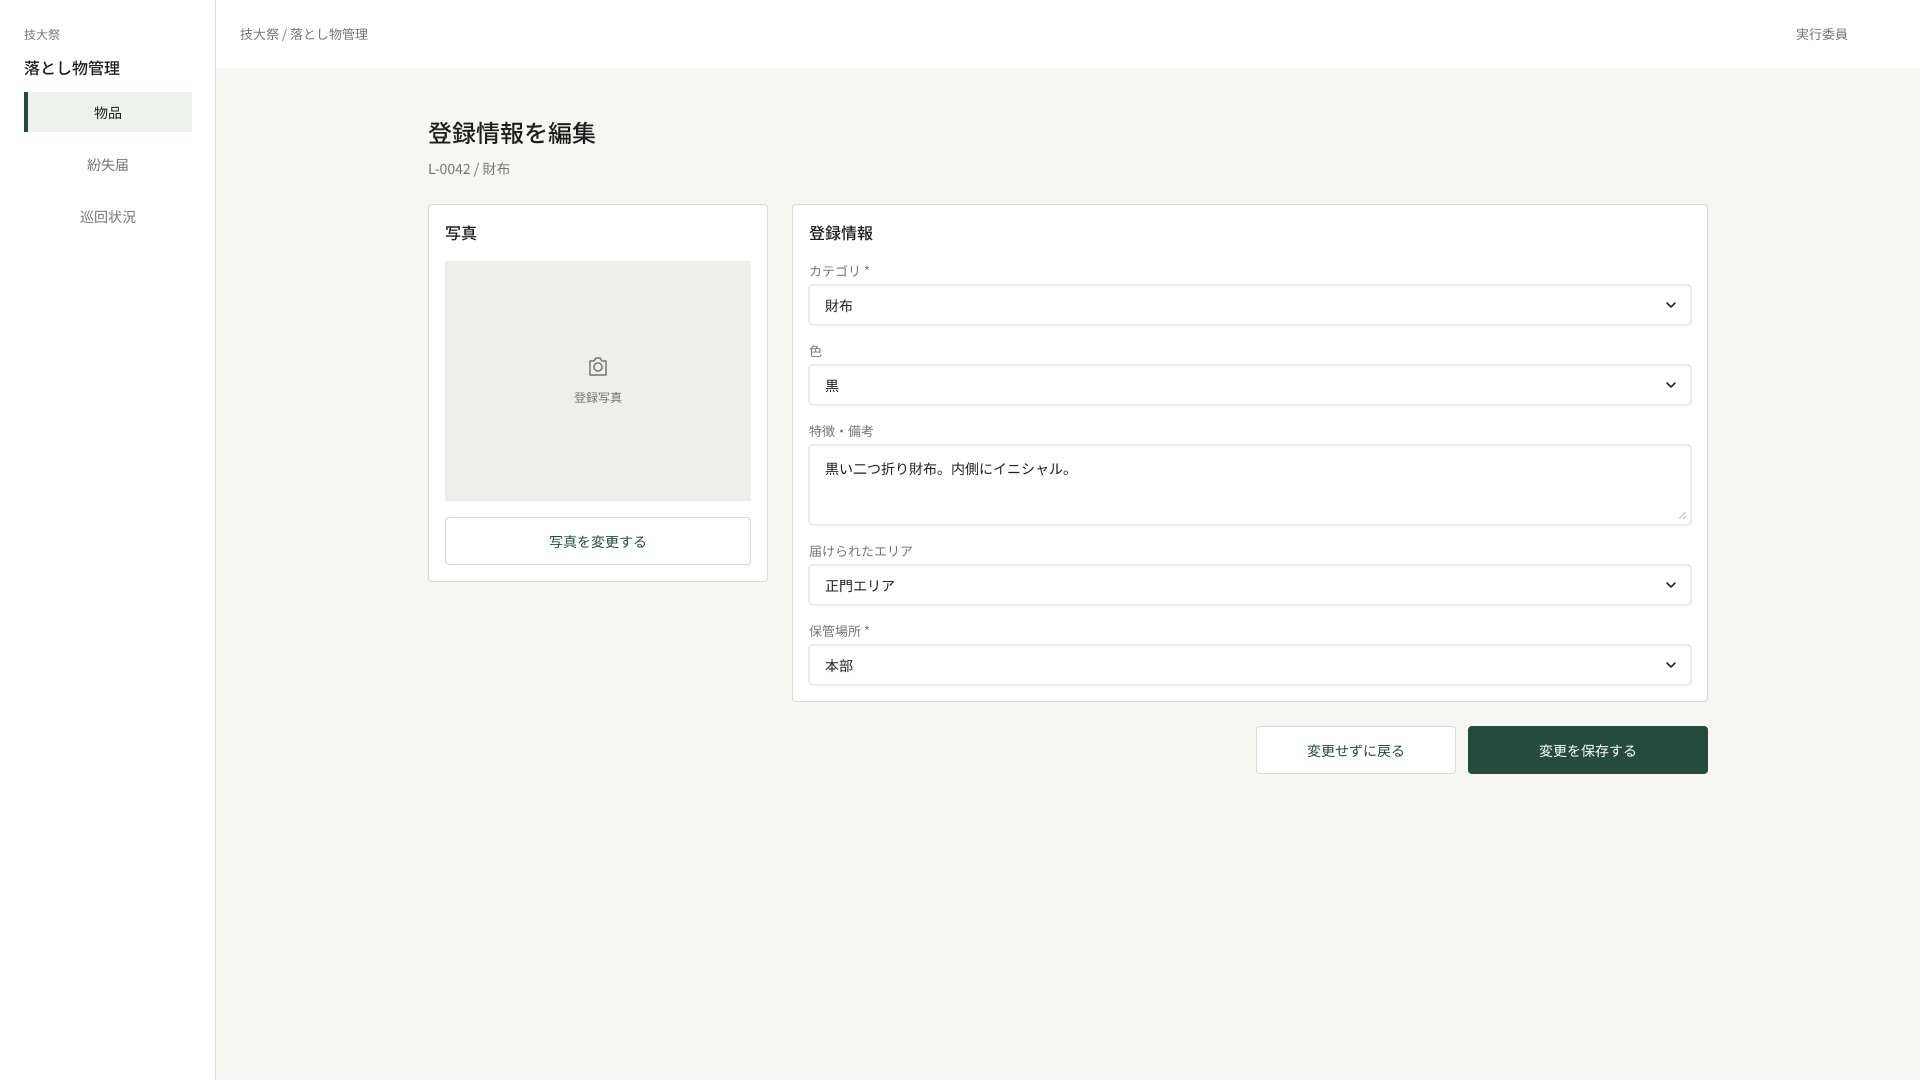 技大祭
落とし物管理
物品
紛失届
巡回状況
技大祭 / 落とし物管理
実行委員
登録情報を編集
L-0042 / 財布
写真
登録写真
写真を変更する
登録情報
カテゴリ *
財布
色
黒
特徴・備考
黒い二つ折り財布。内側にイニシャル。
届けられたエリア
正門エリア
保管場所 *
本部
変更せずに戻る
変更を保存する